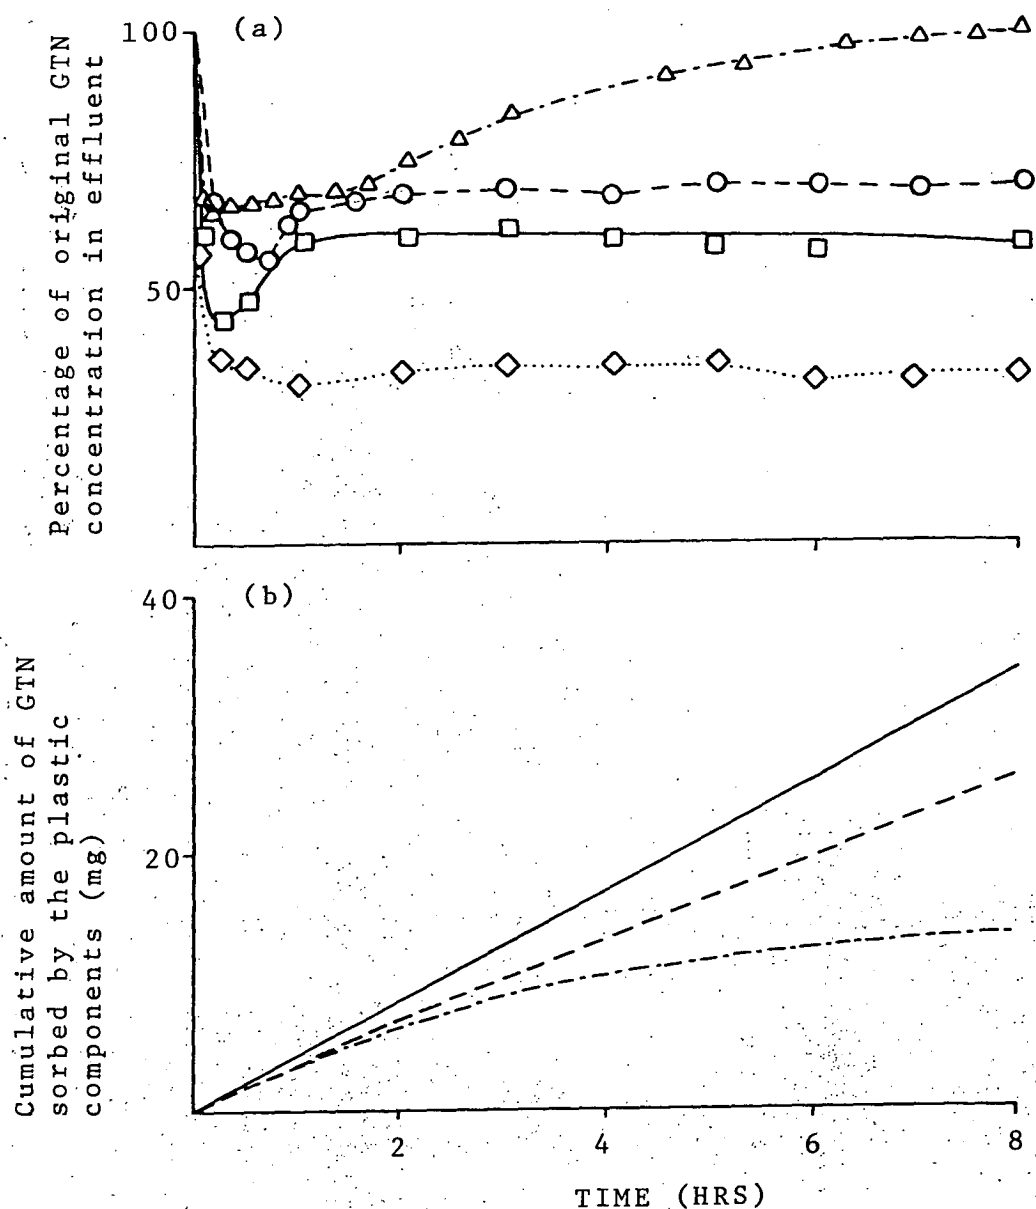 (a)
100
50
Percentage of original GTN
concentration in effluent
(b)
40
20
Cumulative amount of GTN
sorbed by the plastic
components (mg)
2 4 6 8
TIME (HRS)